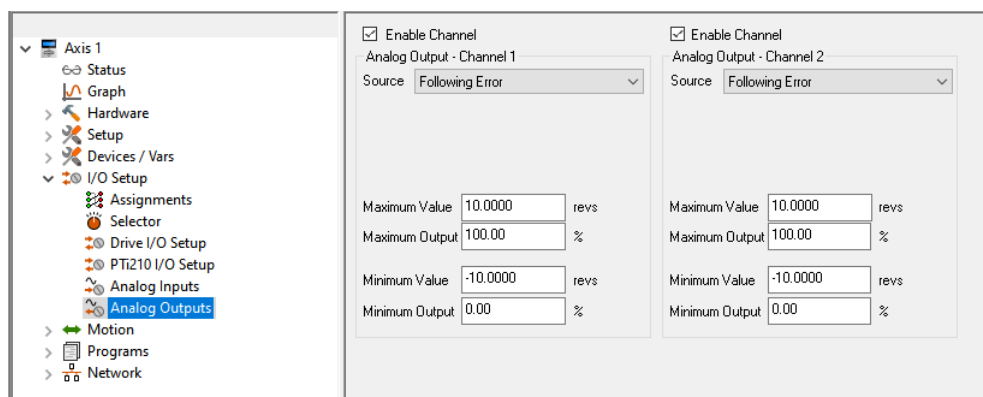 Axis 1
Status
Graph
Hardware
Setup
Devices / Vars
I/O Setup
Assignments
Selector
Drive I/O Setup
PTi210 I/O Setup
Analog Inputs
Analog Outputs
Motion
Programs
Network
Enable Channel
Analog Output - Channel 1
Source Following Error
Maximum Value 10.0000 revs
Maximum Output 100.00 %
Minimum Value -10.0000 revs
Minimum Output 0.00 %
Enable Channel
Analog Output - Channel 2
Source Following Error
Maximum Value 10.0000 revs
Maximum Output 100.00 %
Minimum Value -10.0000 revs
Minimum Output 0.00 %